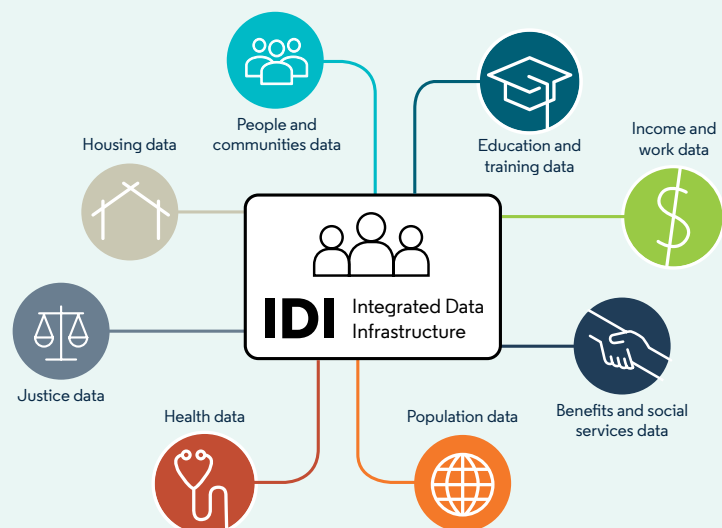 People and
communities data
Education and
training data
Income and
work data
Housing data
IDI Integrated Data
Infrastructure
Justice data
Benefits and social
services data
Health data
Population data